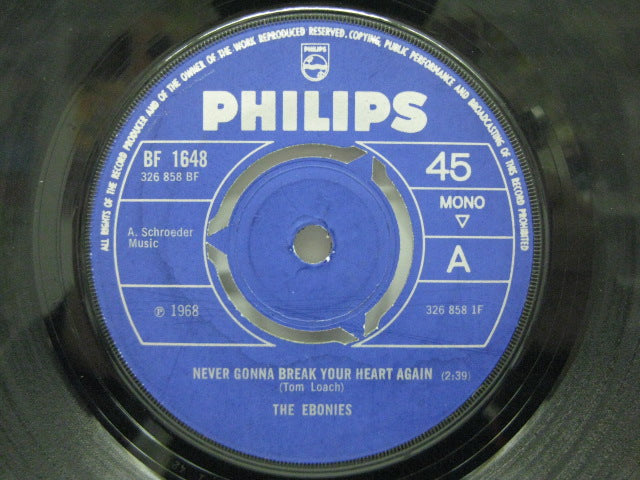 ALL RIGHTS OF THE RECORD PRODUCER AND OF THE OWNER OF THE WORK REPRODUCED RESERVED. COPYING, PUBLIC PERFORMANCE AND BROADCASTING OF THIS RECORD PROHIBITED
PHILIPS
PHILIPS
BF 1648
326 858 BF
45
MONO
A. Schroeder
Music
A
℗ 1968
326 858 1F
NEVER GONNA BREAK YOUR HEART AGAIN (2:39)
(Tom Loach)
THE EBONIES